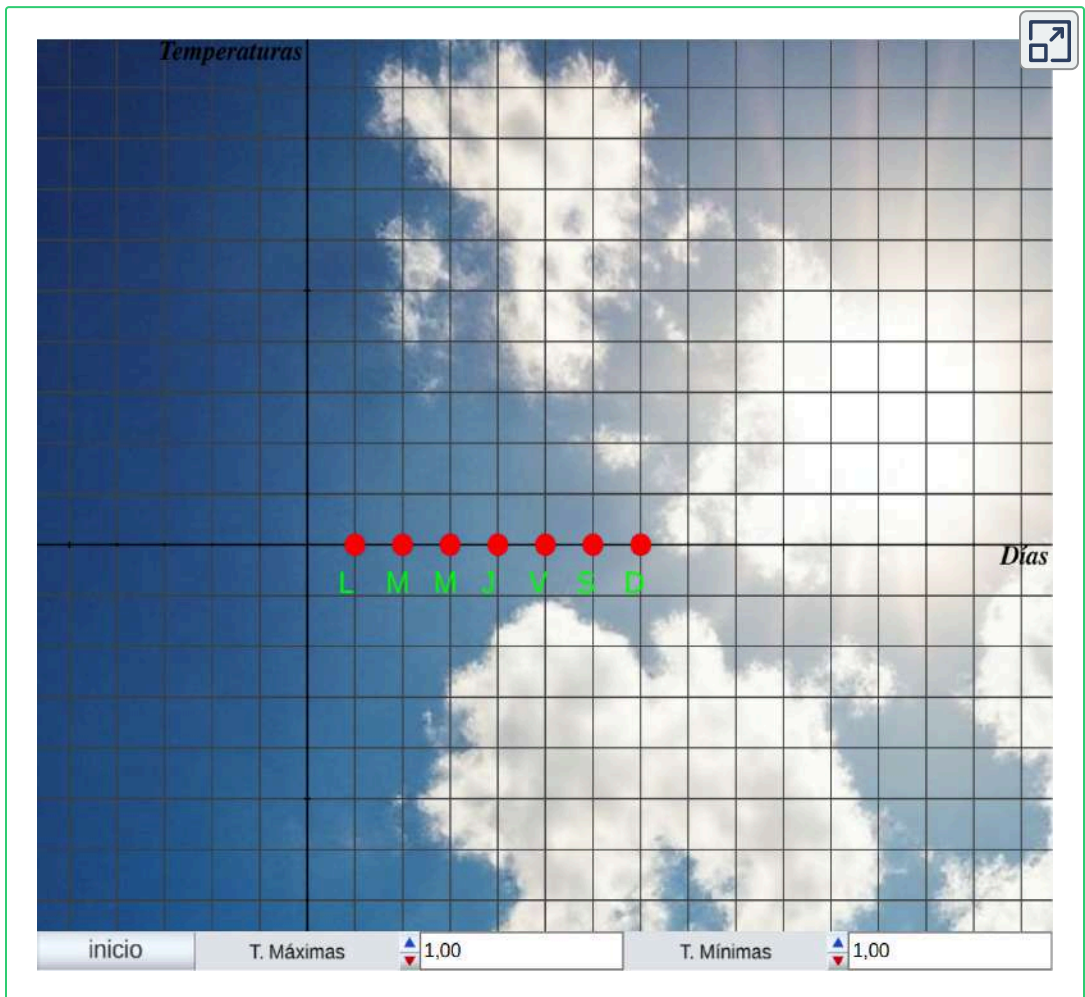 Temperaturas
Días
L M M J V S D
inicio T. Máximas 1,00 T. Mínimas 1,00